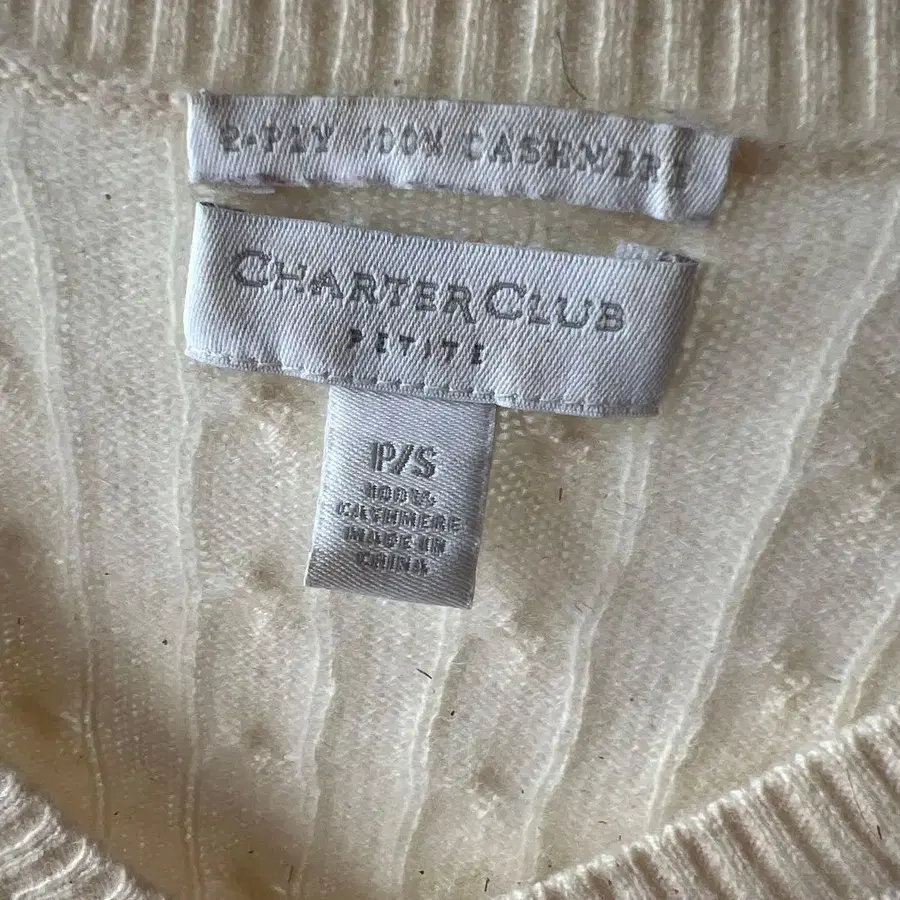 2-PLY 100% CASHMERE
CHARTER CLUB
PETITE
P/S
100%
CASHMERE
MADE IN
CHINA